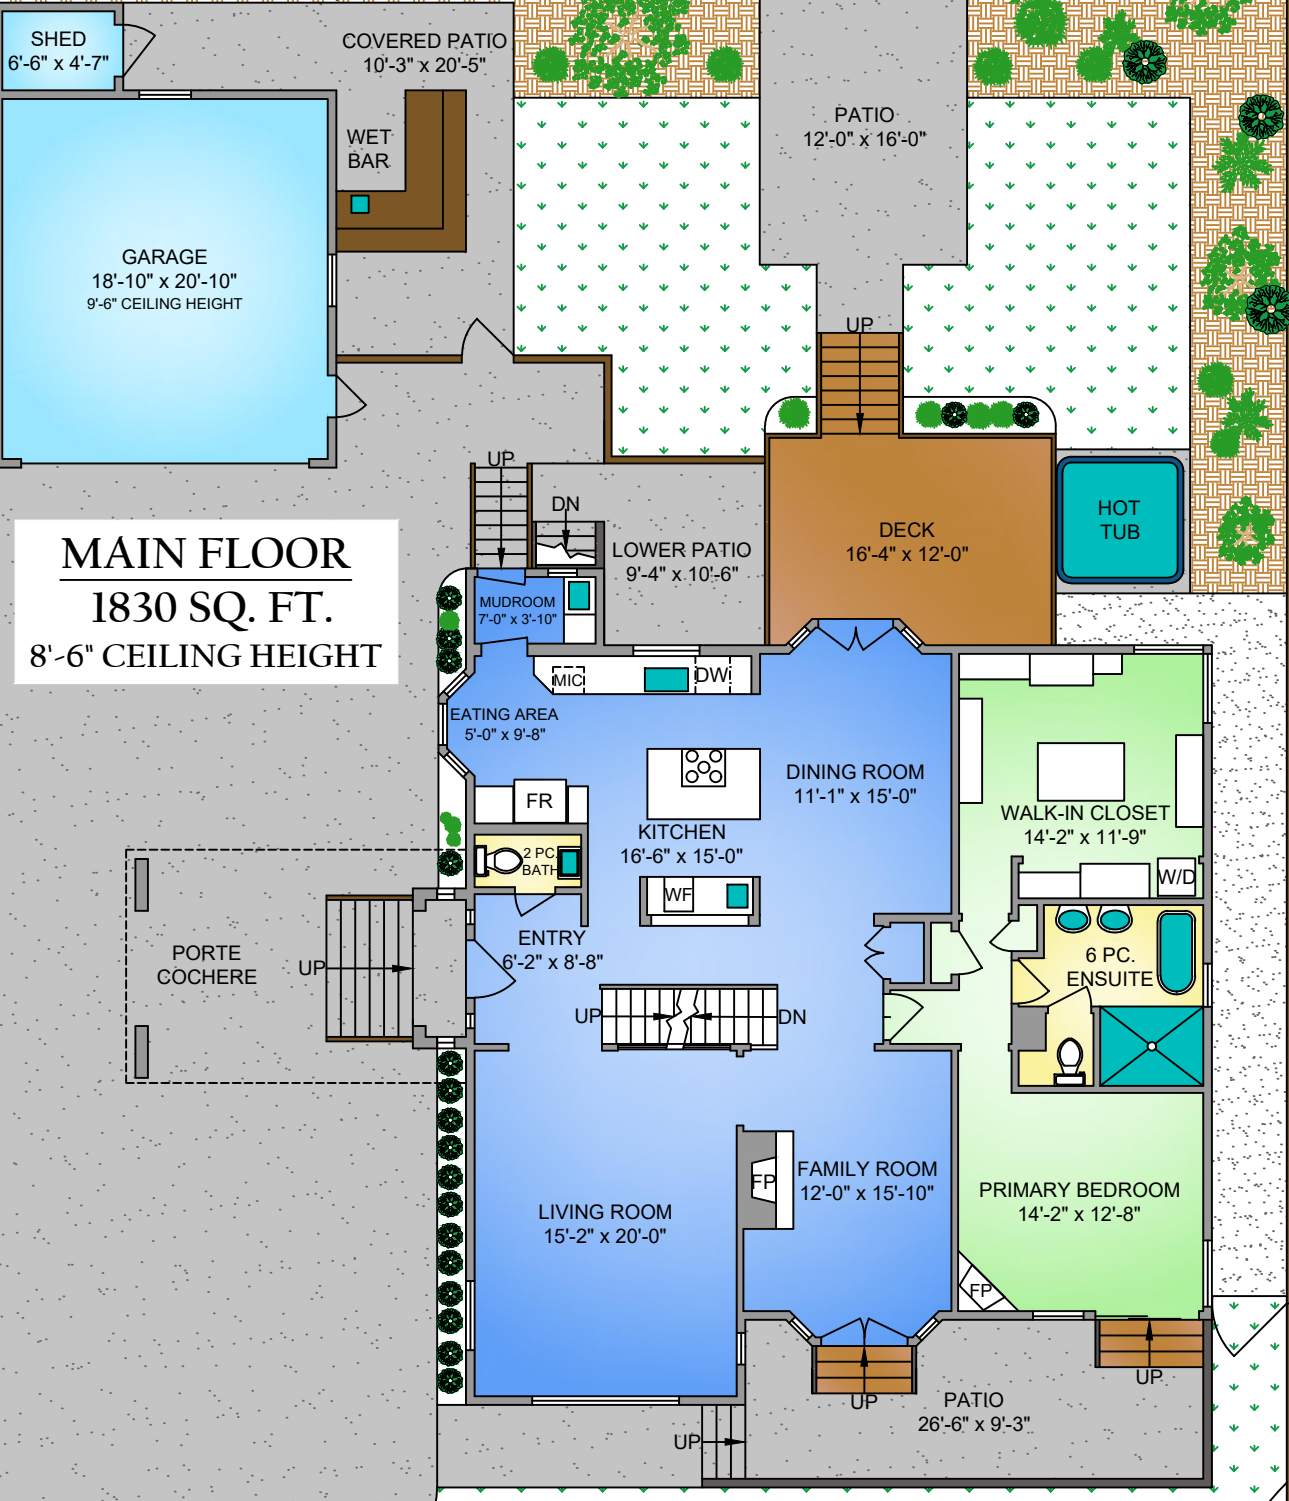 SHED
6'-6" x 4'-7"
COVERED PATIO
10'-3" x 20'-5"
WET
BAR
PATIO
12'-0" x 16'-0"
GARAGE
18'-10" x 20'-10"
9'-6" CEILING HEIGHT
UP
UP
DN
LOWER PATIO
9'-4" x 10'-6"
DECK
16'-4" x 12'-0"
HOT
TUB
MAIN FLOOR
1830 SQ. FT.
8'-6" CEILING HEIGHT
MUDROOM
7'-0" x 3'-10"
MIC
DW
EATING AREA
5'-0" x 9'-8"
FR
DINING ROOM
11'-1" x 15'-0"
KITCHEN
16'-6" x 15'-0"
WALK-IN CLOSET
14'-2" x 11'-9"
2 PC.
BATH
WF
W/D
ENTRY
6'-2" x 8'-8"
PORTE
COCHERE
UP
6 PC.
ENSUITE
UP
DN
FAMILY ROOM
12'-0" x 15'-10"
FP
PRIMARY BEDROOM
14'-2" x 12'-8"
LIVING ROOM
15'-2" x 20'-0"
FP
UP
UP
PATIO
26'-6" x 9'-3"
UP